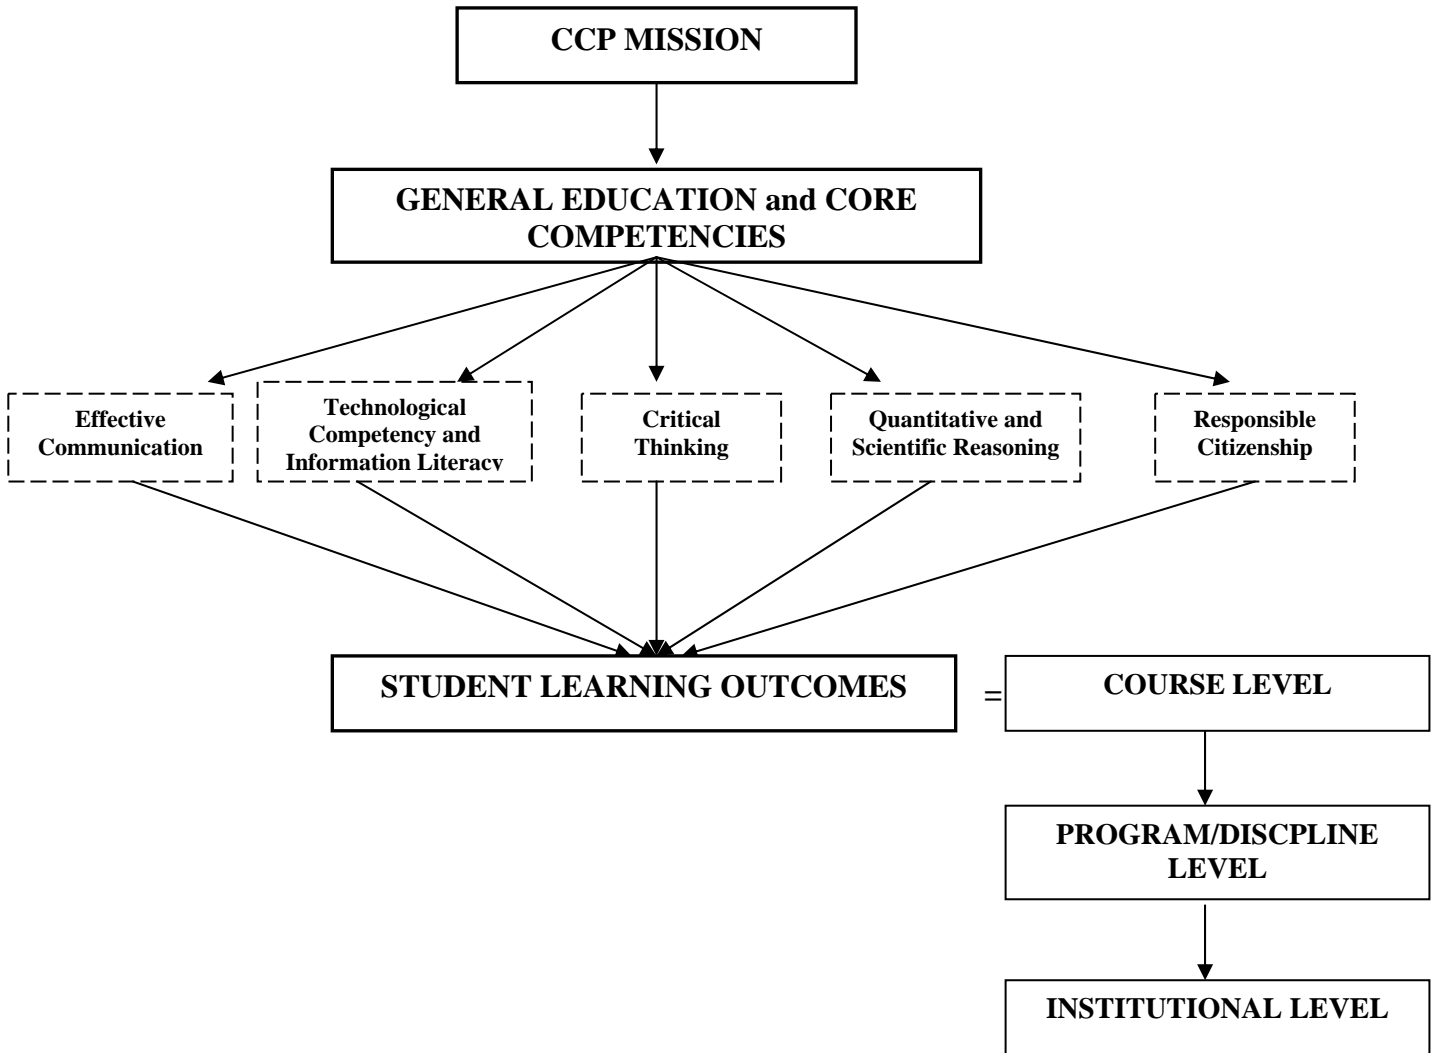 CCP MISSION
GENERAL EDUCATION and CORE
COMPETENCIES
Effective
Communication
Technological
Competency and
Information Literacy
Critical
Thinking
Quantitative and
Scientific Reasoning
Responsible
Citizenship
STUDENT LEARNING OUTCOMES
=
COURSE LEVEL
PROGRAM/DISCPLINE
LEVEL
INSTITUTIONAL LEVEL